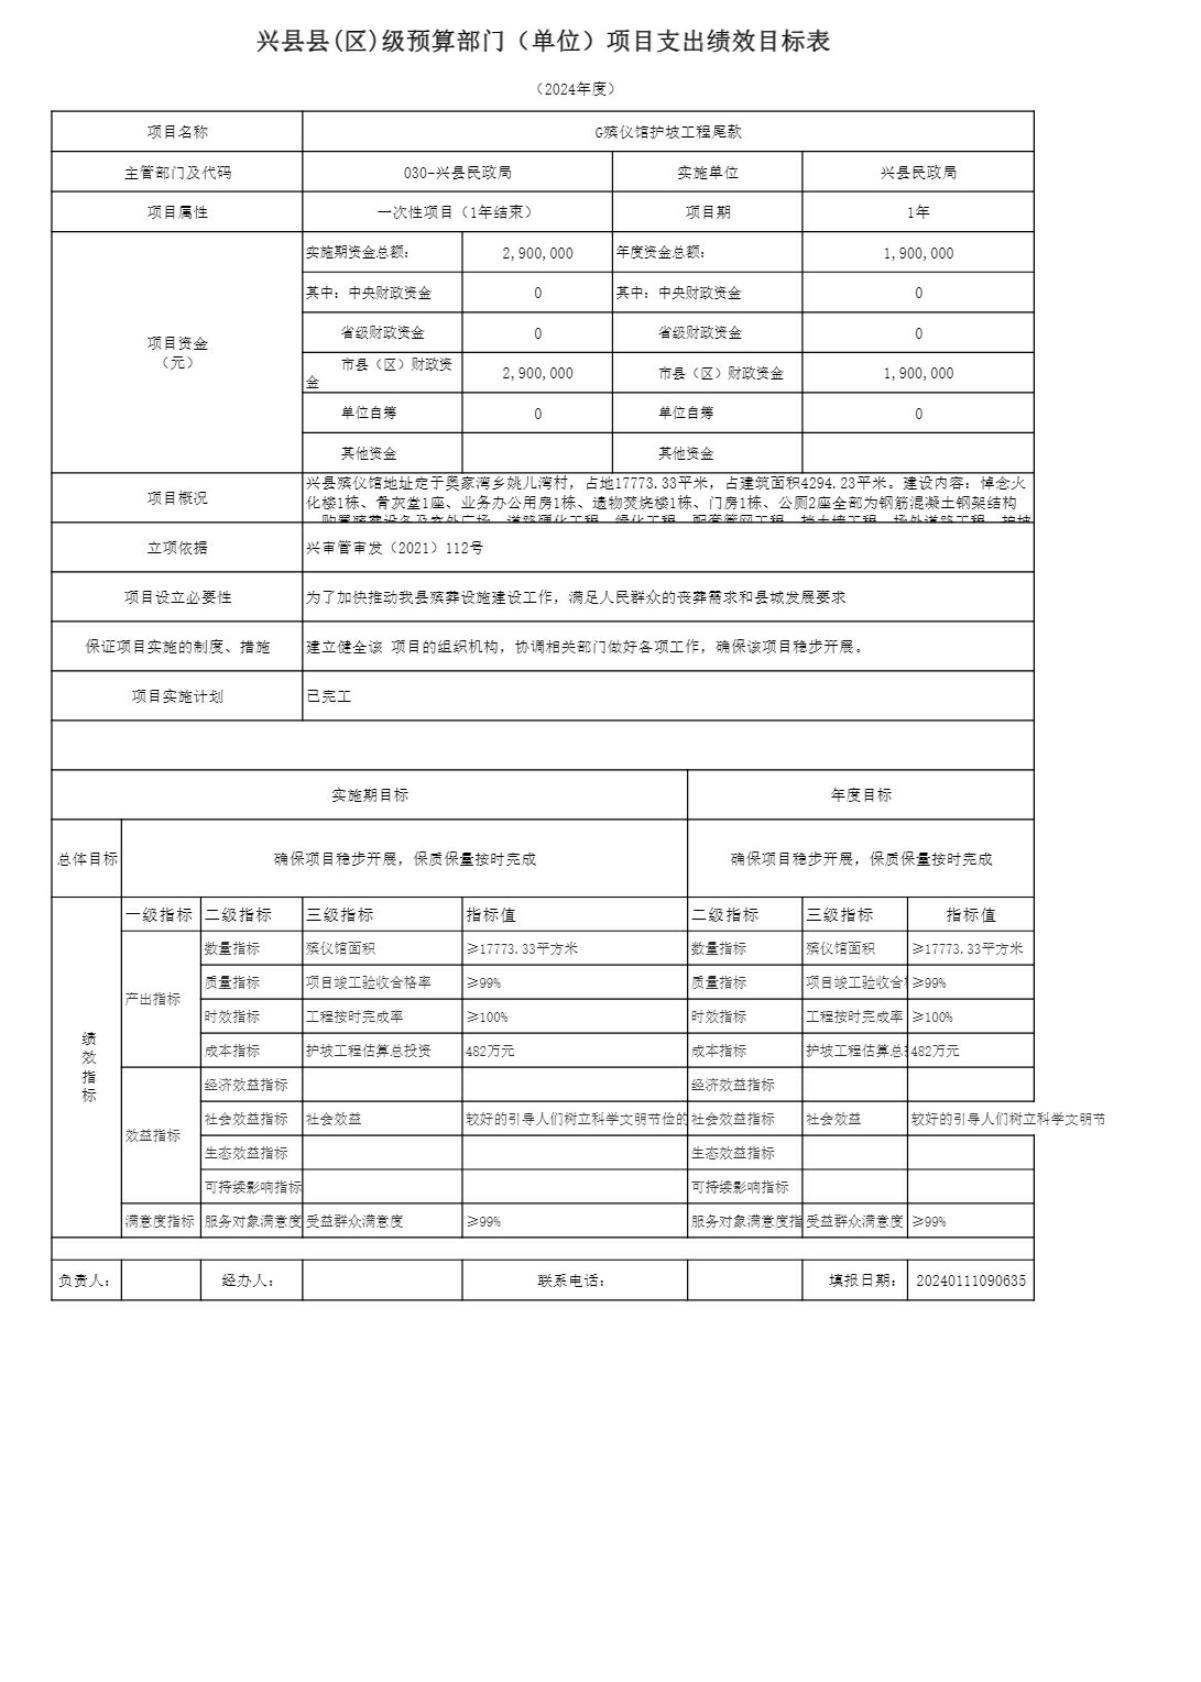 兴县县(区)级预算部门（单位）项目支出绩效目标表
（2024年度）
项目名称 G殡仪馆护坡工程尾款
主管部门及代码 030-兴县民政局 实施单位 兴县民政局
项目属性 一次性项目（1年结束） 项目期 1年
项目资金
（元）
实施期资金总额： 2,900,000 年度资金总额： 1,900,000
其中：中央财政资金 0 其中：中央财政资金 0
省级财政资金 0 省级财政资金 0
市县（区）财政资
金 2,900,000 市县（区）财政资金 1,900,000
单位自筹 0 单位自筹 0
其他资金 其他资金
项目概况
兴县殡仪馆地址定于奥家湾乡姚儿湾村，占地17773.33平米，占建筑面积4294.23平米。建设内容：悼念火
化楼1栋、骨灰堂1座、业务办公用房1栋、遗物焚烧楼1栋、门房1栋、公厕2座全部为钢筋混凝土钢架结构
立项依据 兴审管审发（2021）112号
项目设立必要性 为了加快推动我县殡葬设施建设工作，满足人民群众的丧葬需求和县城发展要求
保证项目实施的制度、措施 建立健全该 项目的组织机构，协调相关部门做好各项工作，确保该项目稳步开展。
项目实施计划 已完工
实施期目标 年度目标
总体目标 确保项目稳步开展，保质保量按时完成 确保项目稳步开展，保质保量按时完成
绩效指标
一级指标 二级指标 三级指标 指标值 二级指标 三级指标 指标值
产出指标
数量指标 殡仪馆面积 ≥17773.33平方米 数量指标 殡仪馆面积 ≥17773.33平方米
质量指标 项目竣工验收合格率 ≥99% 质量指标 项目竣工验收合 ≥99%
时效指标 工程按时完成率 ≥100% 时效指标 工程按时完成率 ≥100%
成本指标 护坡工程估算总投资 482万元 成本指标 护坡工程估算总 482万元
效益指标
经济效益指标 经济效益指标
社会效益指标 社会效益 较好的引导人们树立科学文明节俭的 社会效益指标 社会效益 较好的引导人们树立科学文明节
生态效益指标 生态效益指标
可持续影响指标 可持续影响指标
满意度指标 服务对象满意度 受益群众满意度 ≥99% 服务对象满意度指 受益群众满意度 ≥99%
负责人： 经办人： 联系电话： 填报日期： 20240111090635